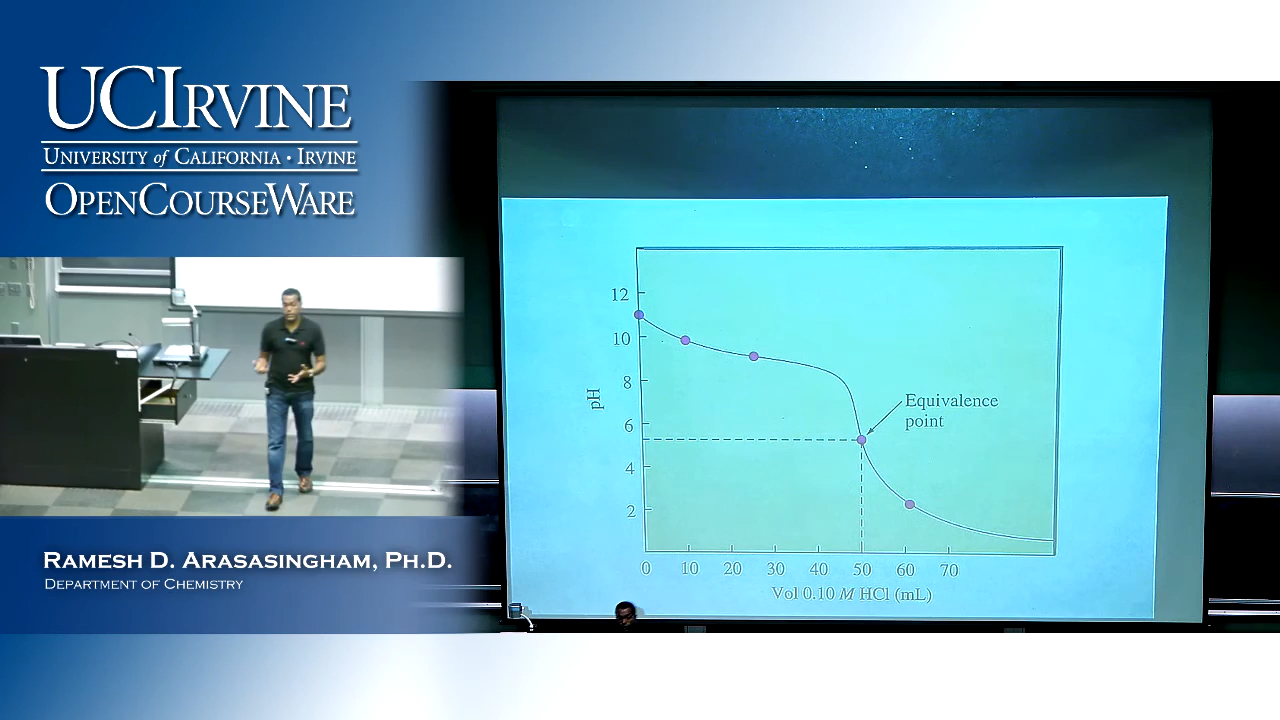 UCIRVINE
UNIVERSITY of CALIFORNIA · IRVINE
OPENCOURSEWARE
RAMESH D. ARASASINGHAM, PH.D.
DEPARTMENT OF CHEMISTRY
12
10
8
6
4
2
pH
Equivalence
point
0 10 20 30 40 50 60 70
Vol 0.10 M HCl (mL)